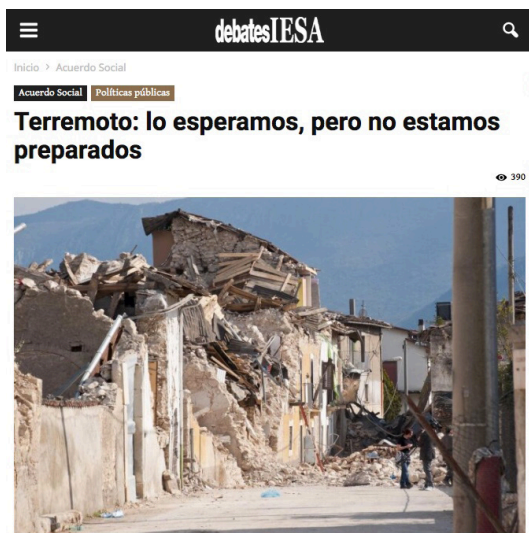 debatesIESA
Inicio > Acuerdo Social
Acuerdo Social Políticas públicas
Terremoto: lo esperamos, pero no estamos
preparados
390